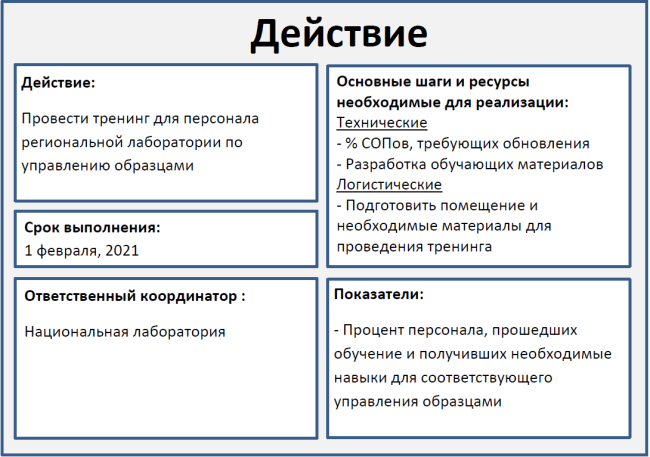 Действие
Действие:
Провести тренинг для персонала
региональной лаборатории по
управлению образцами
Срок выполнения:
1 февраля, 2021
Ответственный координатор :
Национальная лаборатория
Основные шаги и ресурсы
необходимые для реализации:
Технические
- % СОПов, требующих обновления
- Разработка обучающих материалов
Логистические
- Подготовить помещение и
необходимые материалы для
проведения тренинга
Показатели:
- Процент персонала, прошедших
обучение и получивших необходимые
навыки для соответствующего
управления образцами